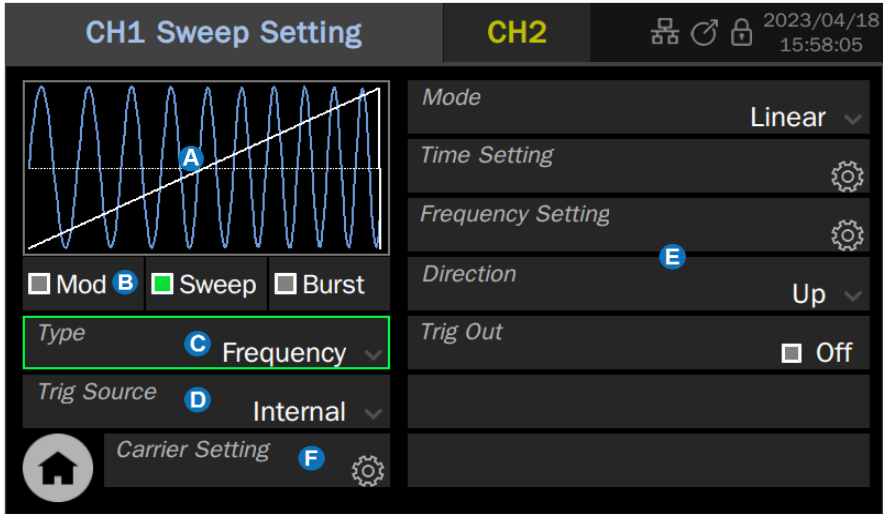 CH1 Sweep Setting
CH2
2023/04/18
15:58:05
A
Mod
B
Sweep
Burst
Type
C
Frequency
Trig Source
D
Internal
Carrier Setting
F
Mode
Linear
Time Setting
Frequency Setting
E
Direction
Up
Trig Out
Off